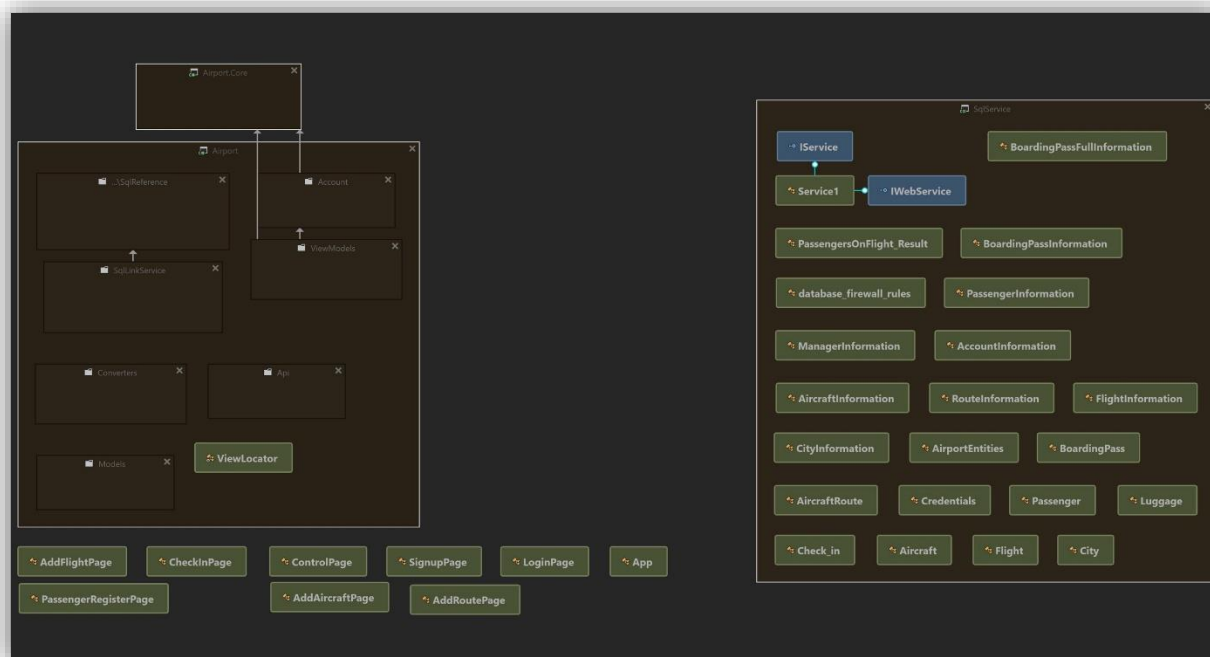 Airport.Core
Airport
...\SqlReference
Account
ViewModels
SqlLinkService
Converters
Api
ViewLocator
Models
AddFlightPage
CheckInPage
ControlPage
SignupPage
LoginPage
App
PassengerRegisterPage
AddAircraftPage
AddRoutePage
SqlService
IService
BoardingPassFullInformation
Service1
IWebService
PassengersOnFlight_Result
BoardingPassInformation
database_firewall_rules
PassengerInformation
ManagerInformation
AccountInformation
AircraftInformation
RouteInformation
FlightInformation
CityInformation
AirportEntities
BoardingPass
AircraftRoute
Credentials
Passenger
Luggage
Check_in
Aircraft
Flight
City